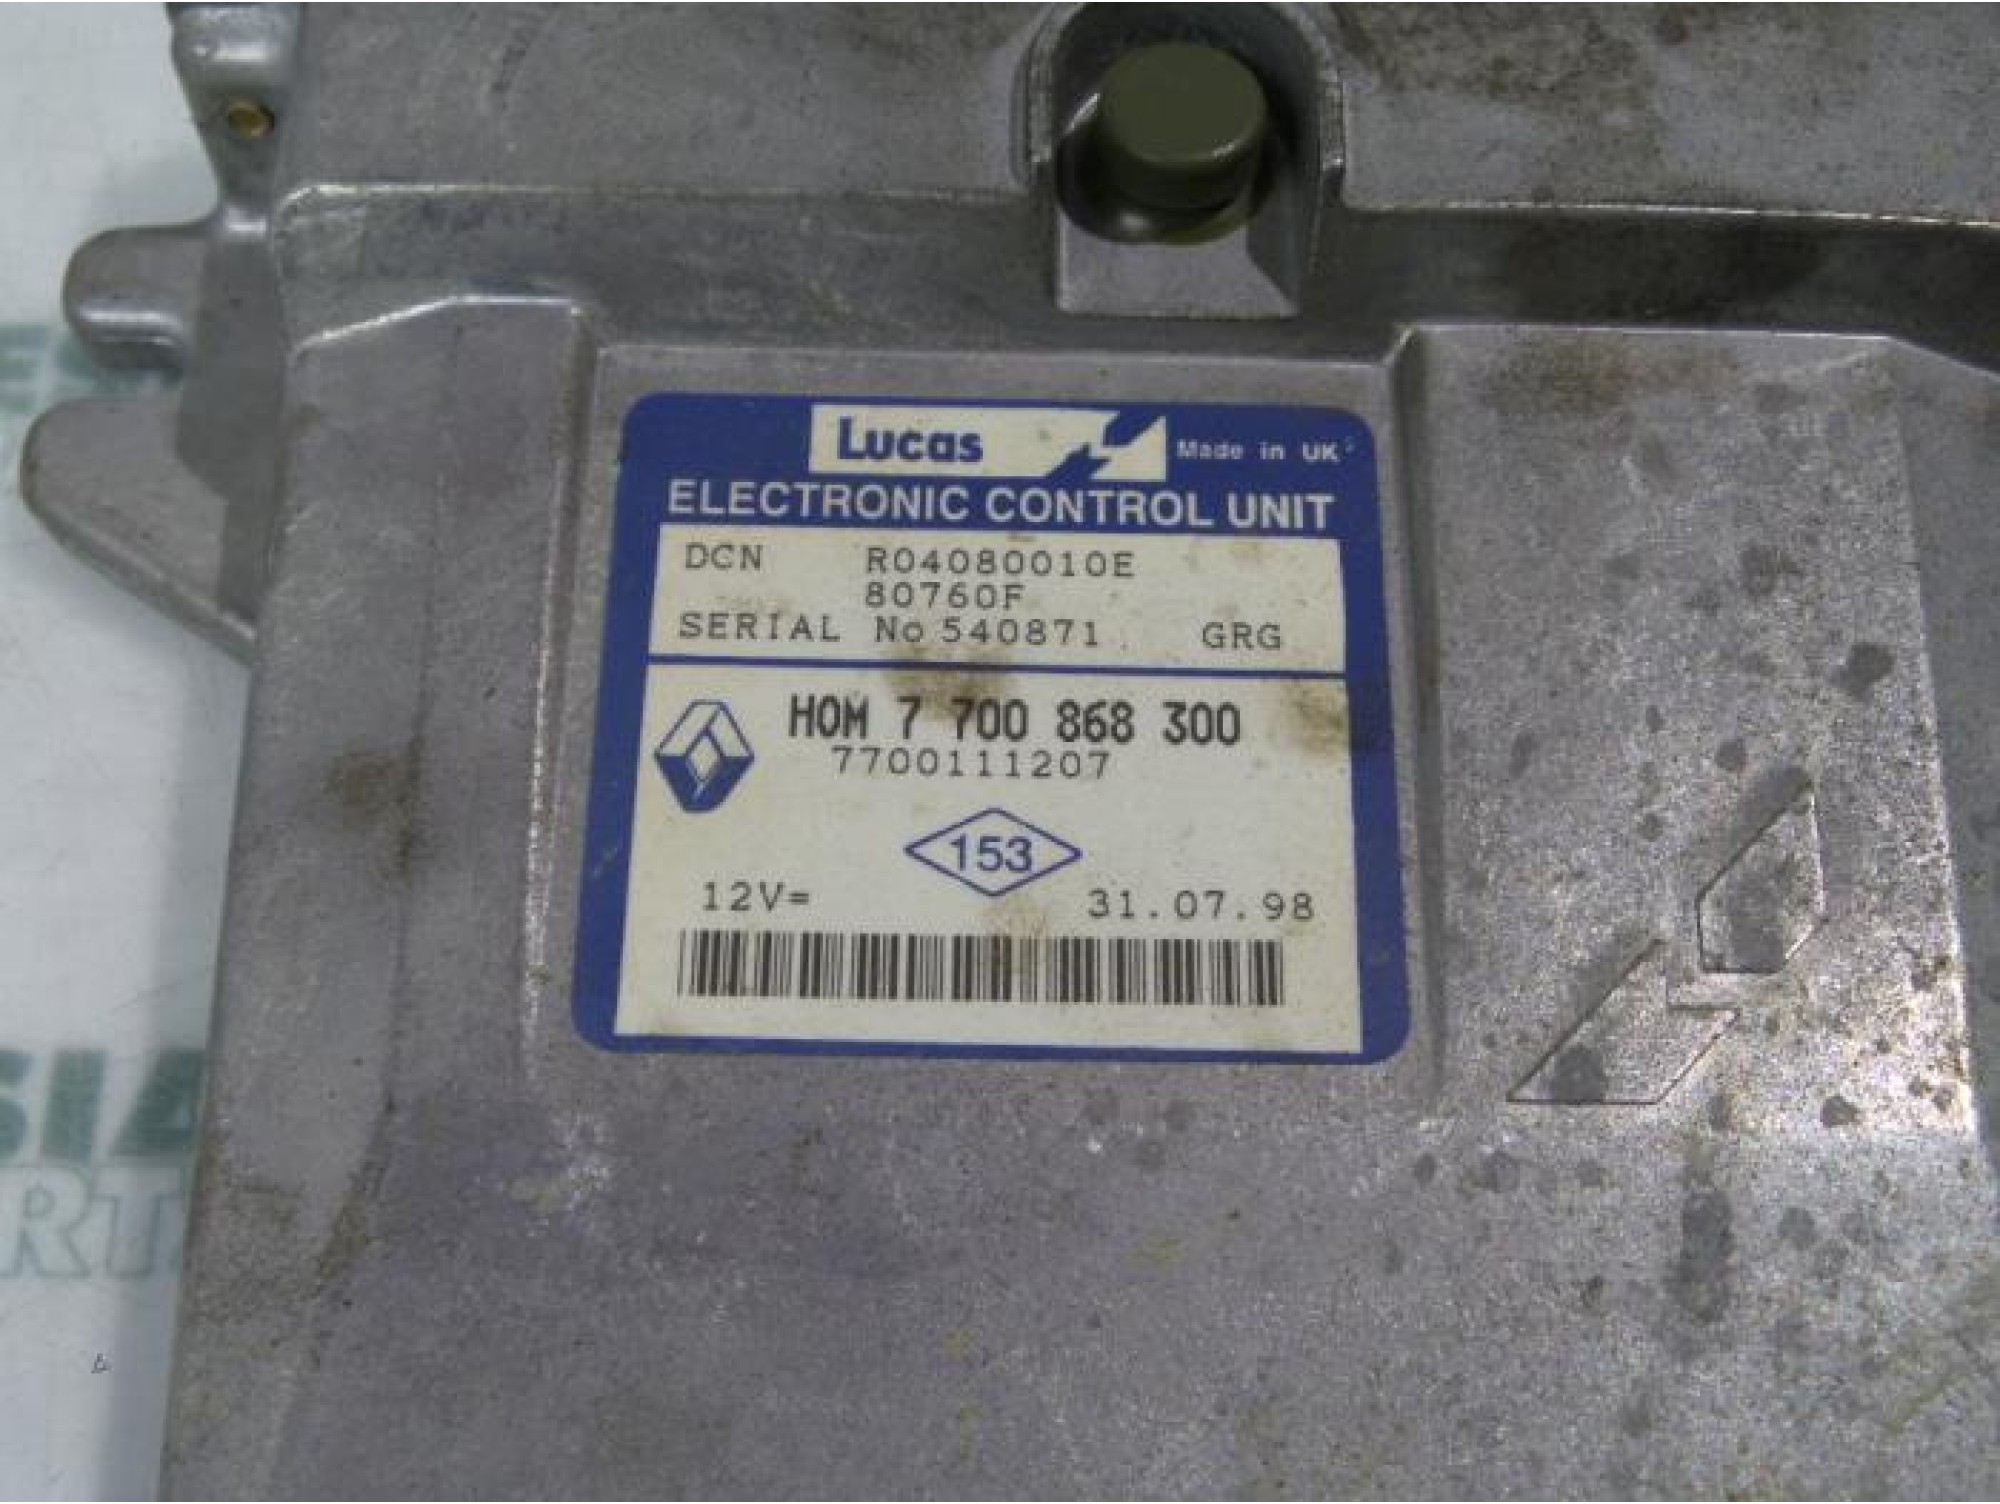 Lucas Made in UK
ELECTRONIC CONTROL UNIT
DCN R04080010E
80760F
SERIAL No 540871 GRG
HOM 7 700 868 300
7700111207
153
12V= 31.07.98